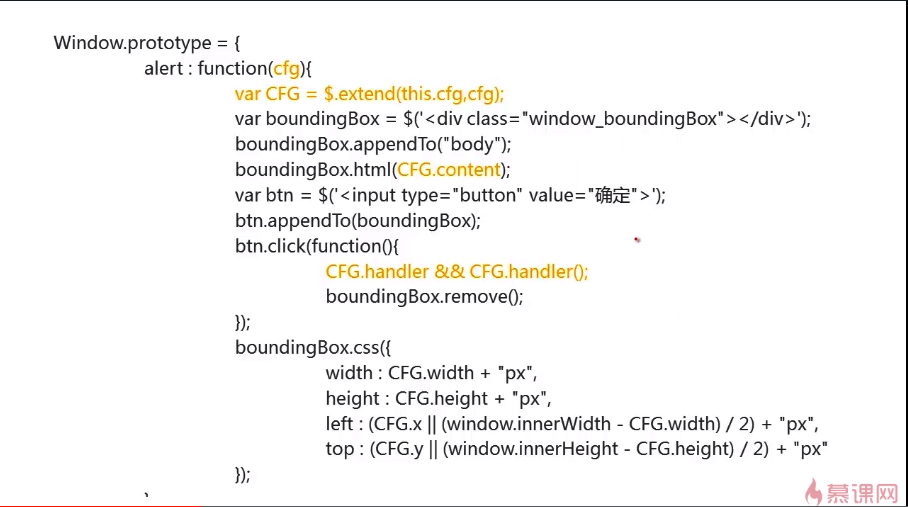 Window.prototype = {
alert : function(cfg){
var CFG = $.extend(this.cfg,cfg);
var boundingBox = $('<div class="window_boundingBox"></div>');
boundingBox.appendTo("body");
boundingBox.html(CFG.content);
var btn = $('<input type="button" value="确定">');
btn.appendTo(boundingBox);
btn.click(function(){
CFG.handler && CFG.handler();
boundingBox.remove();
});
boundingBox.css({
width : CFG.width + "px",
height : CFG.height + "px",
left : (CFG.x || (window.innerWidth - CFG.width) / 2) + "px",
top : (CFG.y || (window.innerHeight - CFG.height) / 2) + "px"
});
慕课网